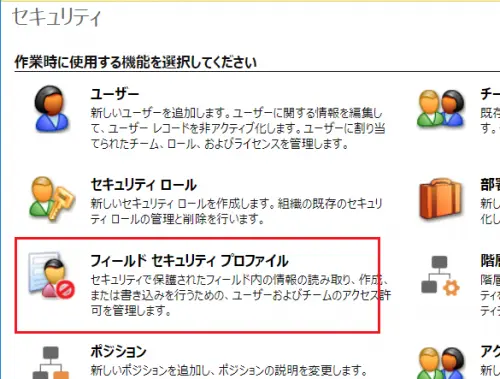 セキュリティ
作業時に使用する機能を選択してください
ユーザー
新しいユーザーを追加します。ユーザーに関する情報を編集し
て、ユーザー レコードを非アクティブ化します。ユーザーに割り当
てられたチーム、ロール、およびライセンスを管理します。
チー
既存
す。
セキュリティ ロール
新しいセキュリティ ロールを作成します。組織の既存のセキュリ
ティ ロールの管理と削除を行います。
部署
新し
化し
フィールド セキュリティ プロファイル
セキュリティで保護されたフィールド内の情報の読み取り、作成、
または書き込みを行うための、ユーザーおよびチームのアクセス許
可を管理します。
階層
階層
ティを
ティ
ポジション
新しいポジションを追加し、ポジションの説明を変更します。
アク
新し